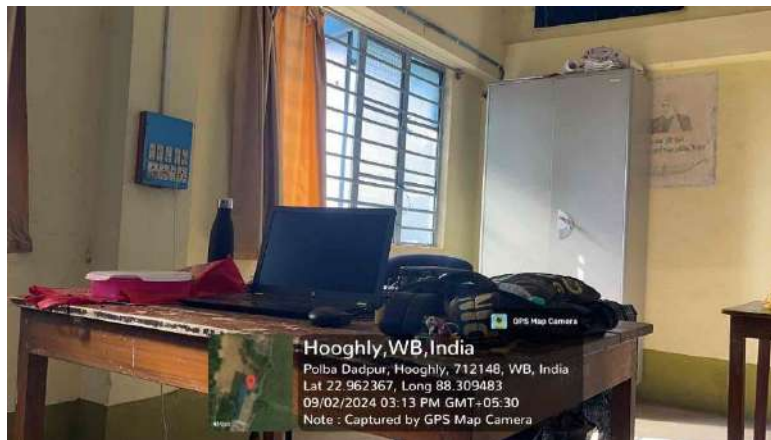 GPS Map Camera
Hooghly,WB,India
Polba Dadpur, Hooghly, 712148, WB, India
Lat 22.962367, Long 88.309483
09/02/2024 03:13 PM GMT+05:30
Note : Captured by GPS Map Camera